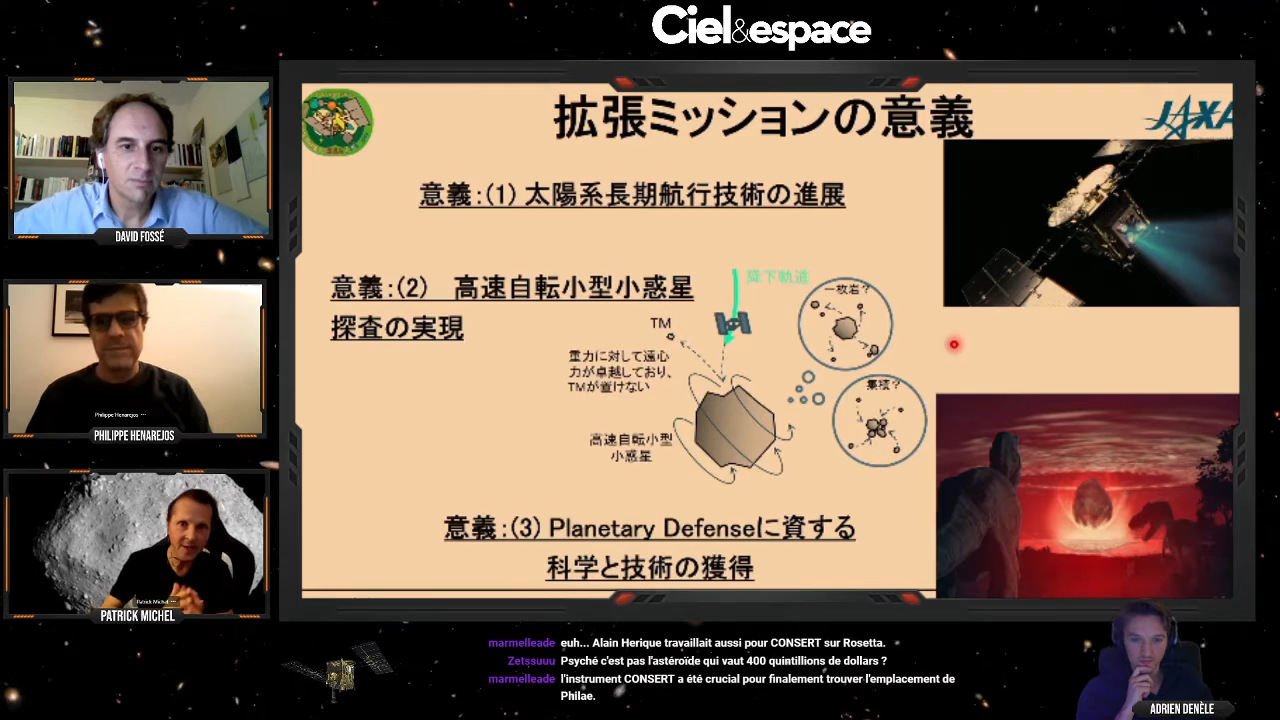 Ciel&espace
拡張ミッションの意義
JAXA
意義:(1) 太陽系長期航行技術の進展
意義:(2) 高速自転小型小惑星
探査の実現
降下軌道
一枚岩?
TM
重力に対して遠心
力が卓越しており、
TMが置けない
集積?
高速自転小型
小惑星
意義:(3) Planetary Defenseに資する
科学と技術の獲得
DAVID FOSSÉ
Philippe Henarejos
PHILIPPE HENAREJOS
Patrick Michel
PATRICK MICHEL
marmelleade euh... Alain Herique travaillait aussi pour CONSERT sur Rosetta.
Zetssuuu Psyché c'est pas l'astéroïde qui vaut 400 quintillions de dollars ?
marmelleade l'instrument CONSERT a été crucial pour finalement trouver l'emplacement de
Philae.
ADRIEN DENÈLE